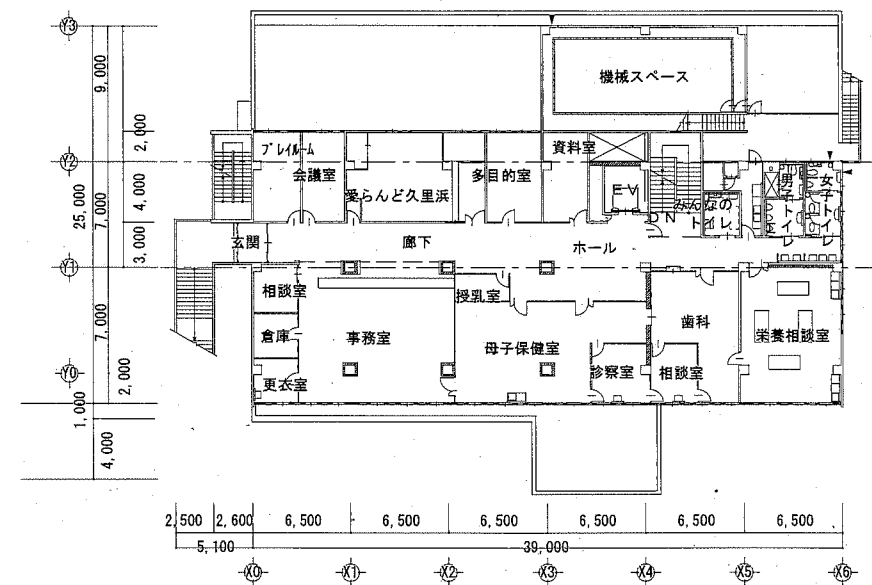 Y3
9,000
機械スペース
2,000
プレイルーム
資料室
Y2
会議室
多目的室
愛らんど久里浜
EV
男子トイレ
女子トイレ
25,000
7,000
4,000
DN
みんなの
トイレ
玄関
廊下
ホール
3,000
Y1
相談室
授乳室
倉庫
事務室
母子保健室
歯科
栄養相談室
7,000
Y0
更衣室
診察室
相談室
2,000
1,000
4,000
2,500
2,600
6,500
6,500
6,500
6,500
6,500
6,500
5,100
39,000
X0
X1
X2
X3
X4
X5
X6